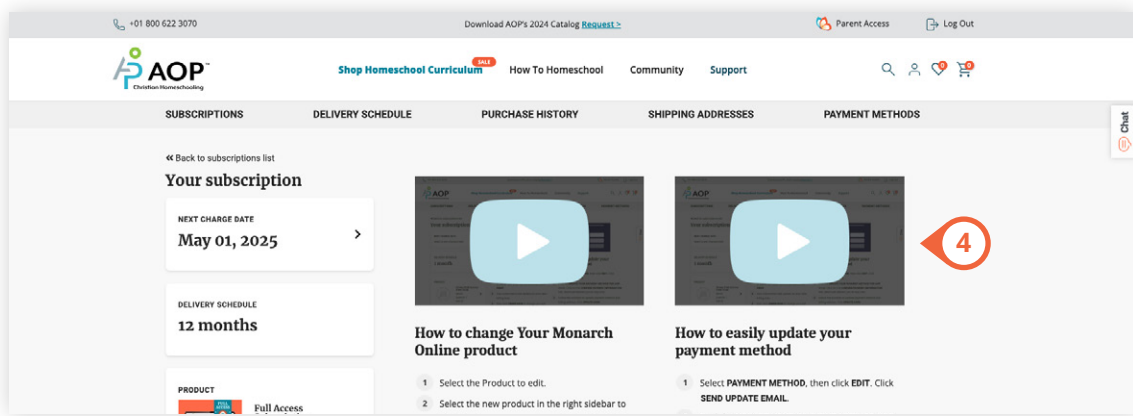 +01 800 622 3070
Download AOP's 2024 Catalog Request >
Parent Access
Log Out
AOP™
Christian Homeschooling
Shop Homeschool Curriculum
SALE
How To Homeschool
Community
Support
0
0
SUBSCRIPTIONS
DELIVERY SCHEDULE
PURCHASE HISTORY
SHIPPING ADDRESSES
PAYMENT METHODS
Chat
« Back to subscriptions list
Your subscription
NEXT CHARGE DATE
May 01, 2025
DELIVERY SCHEDULE
12 months
PRODUCT
Full Access
4
How to change Your Monarch
Online product
1 Select the Product to edit.
2 Select the new product in the right sidebar to
How to easily update your
payment method
1 Select PAYMENT METHOD, then click EDIT. Click
SEND UPDATE EMAIL.